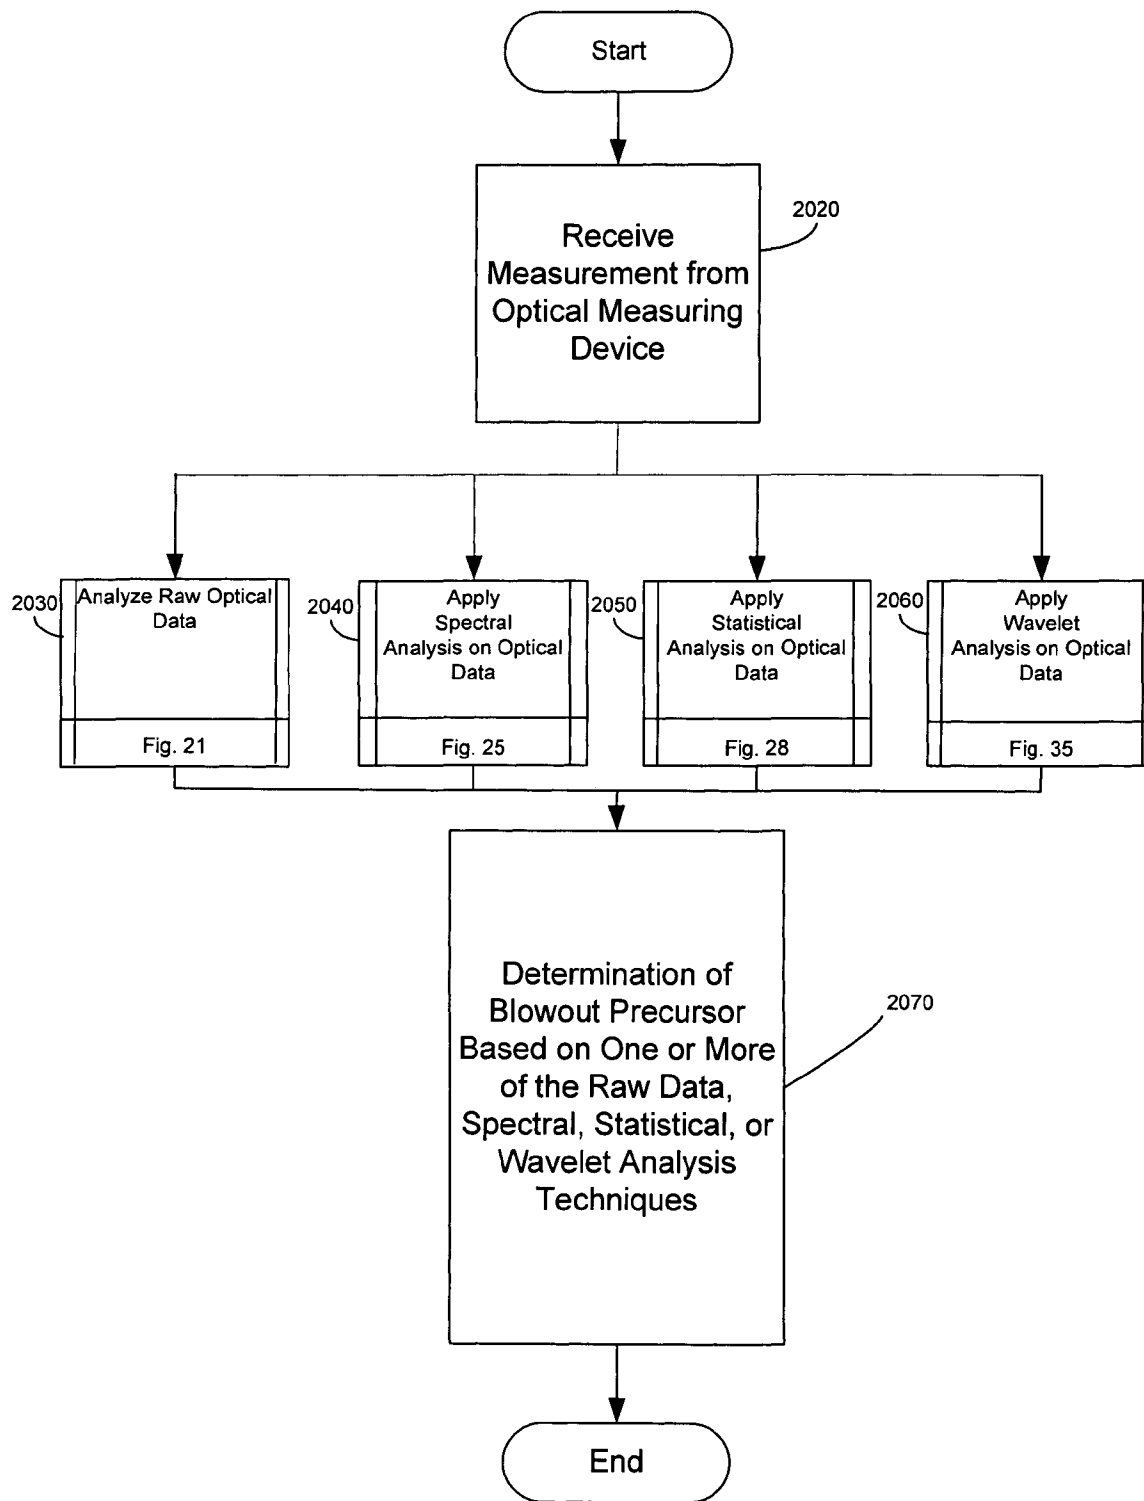 Start
2020
Receive
Measurement from
Optical Measuring
Device
2030
Analyze Raw Optical
Data
Fig. 21
2040
Apply
Spectral
Analysis on Optical
Data
Fig. 25
2050
Apply
Statistical
Analysis on Optical
Data
Fig. 28
2060
Apply
Wavelet
Analysis on Optical
Data
Fig. 35
Determination of
Blowout Precursor
Based on One or More
of the Raw Data,
Spectral, Statistical, or
Wavelet Analysis
Techniques
2070
End